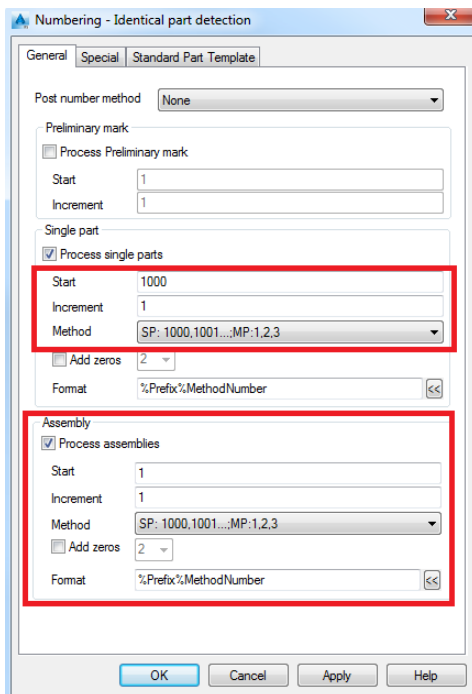 Numbering - Identical part detection
General Special Standard Part Template
Post number method None
Preliminary mark
Process Preliminary mark
Start 1
Increment 1
Single part
Process single parts
Start 1000
Increment 1
Method SP: 1000,1001...;MP:1,2,3
Add zeros 2
Format %Prefix%MethodNumber <<
Assembly
Process assemblies
Start 1
Increment 1
Method SP: 1000,1001...;MP:1,2,3
Add zeros 2
Format %Prefix%MethodNumber <<
OK Cancel Apply Help